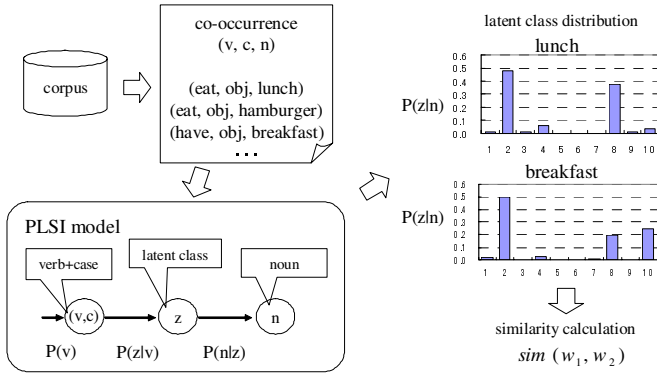 corpus
co-occurrence
(v, c, n)
(eat, obj, lunch)
(eat, obj, hamburger)
(have, obj, breakfast)
...
PLSI model
verb+case
latent class
noun
(v,c)
z
n
P(v)
P(z|v)
P(n|z)
latent class distribution
lunch
P(z|n)
0.6
0.5
0.4
0.3
0.2
0.1
0.0
1 2 3 4 5 6 7 8 9 10
breakfast
P(z|n)
0.6
0.5
0.4
0.3
0.2
0.1
0.0
1 2 3 4 5 6 7 8 9 10
similarity calculation
sim (w₁, w₂)